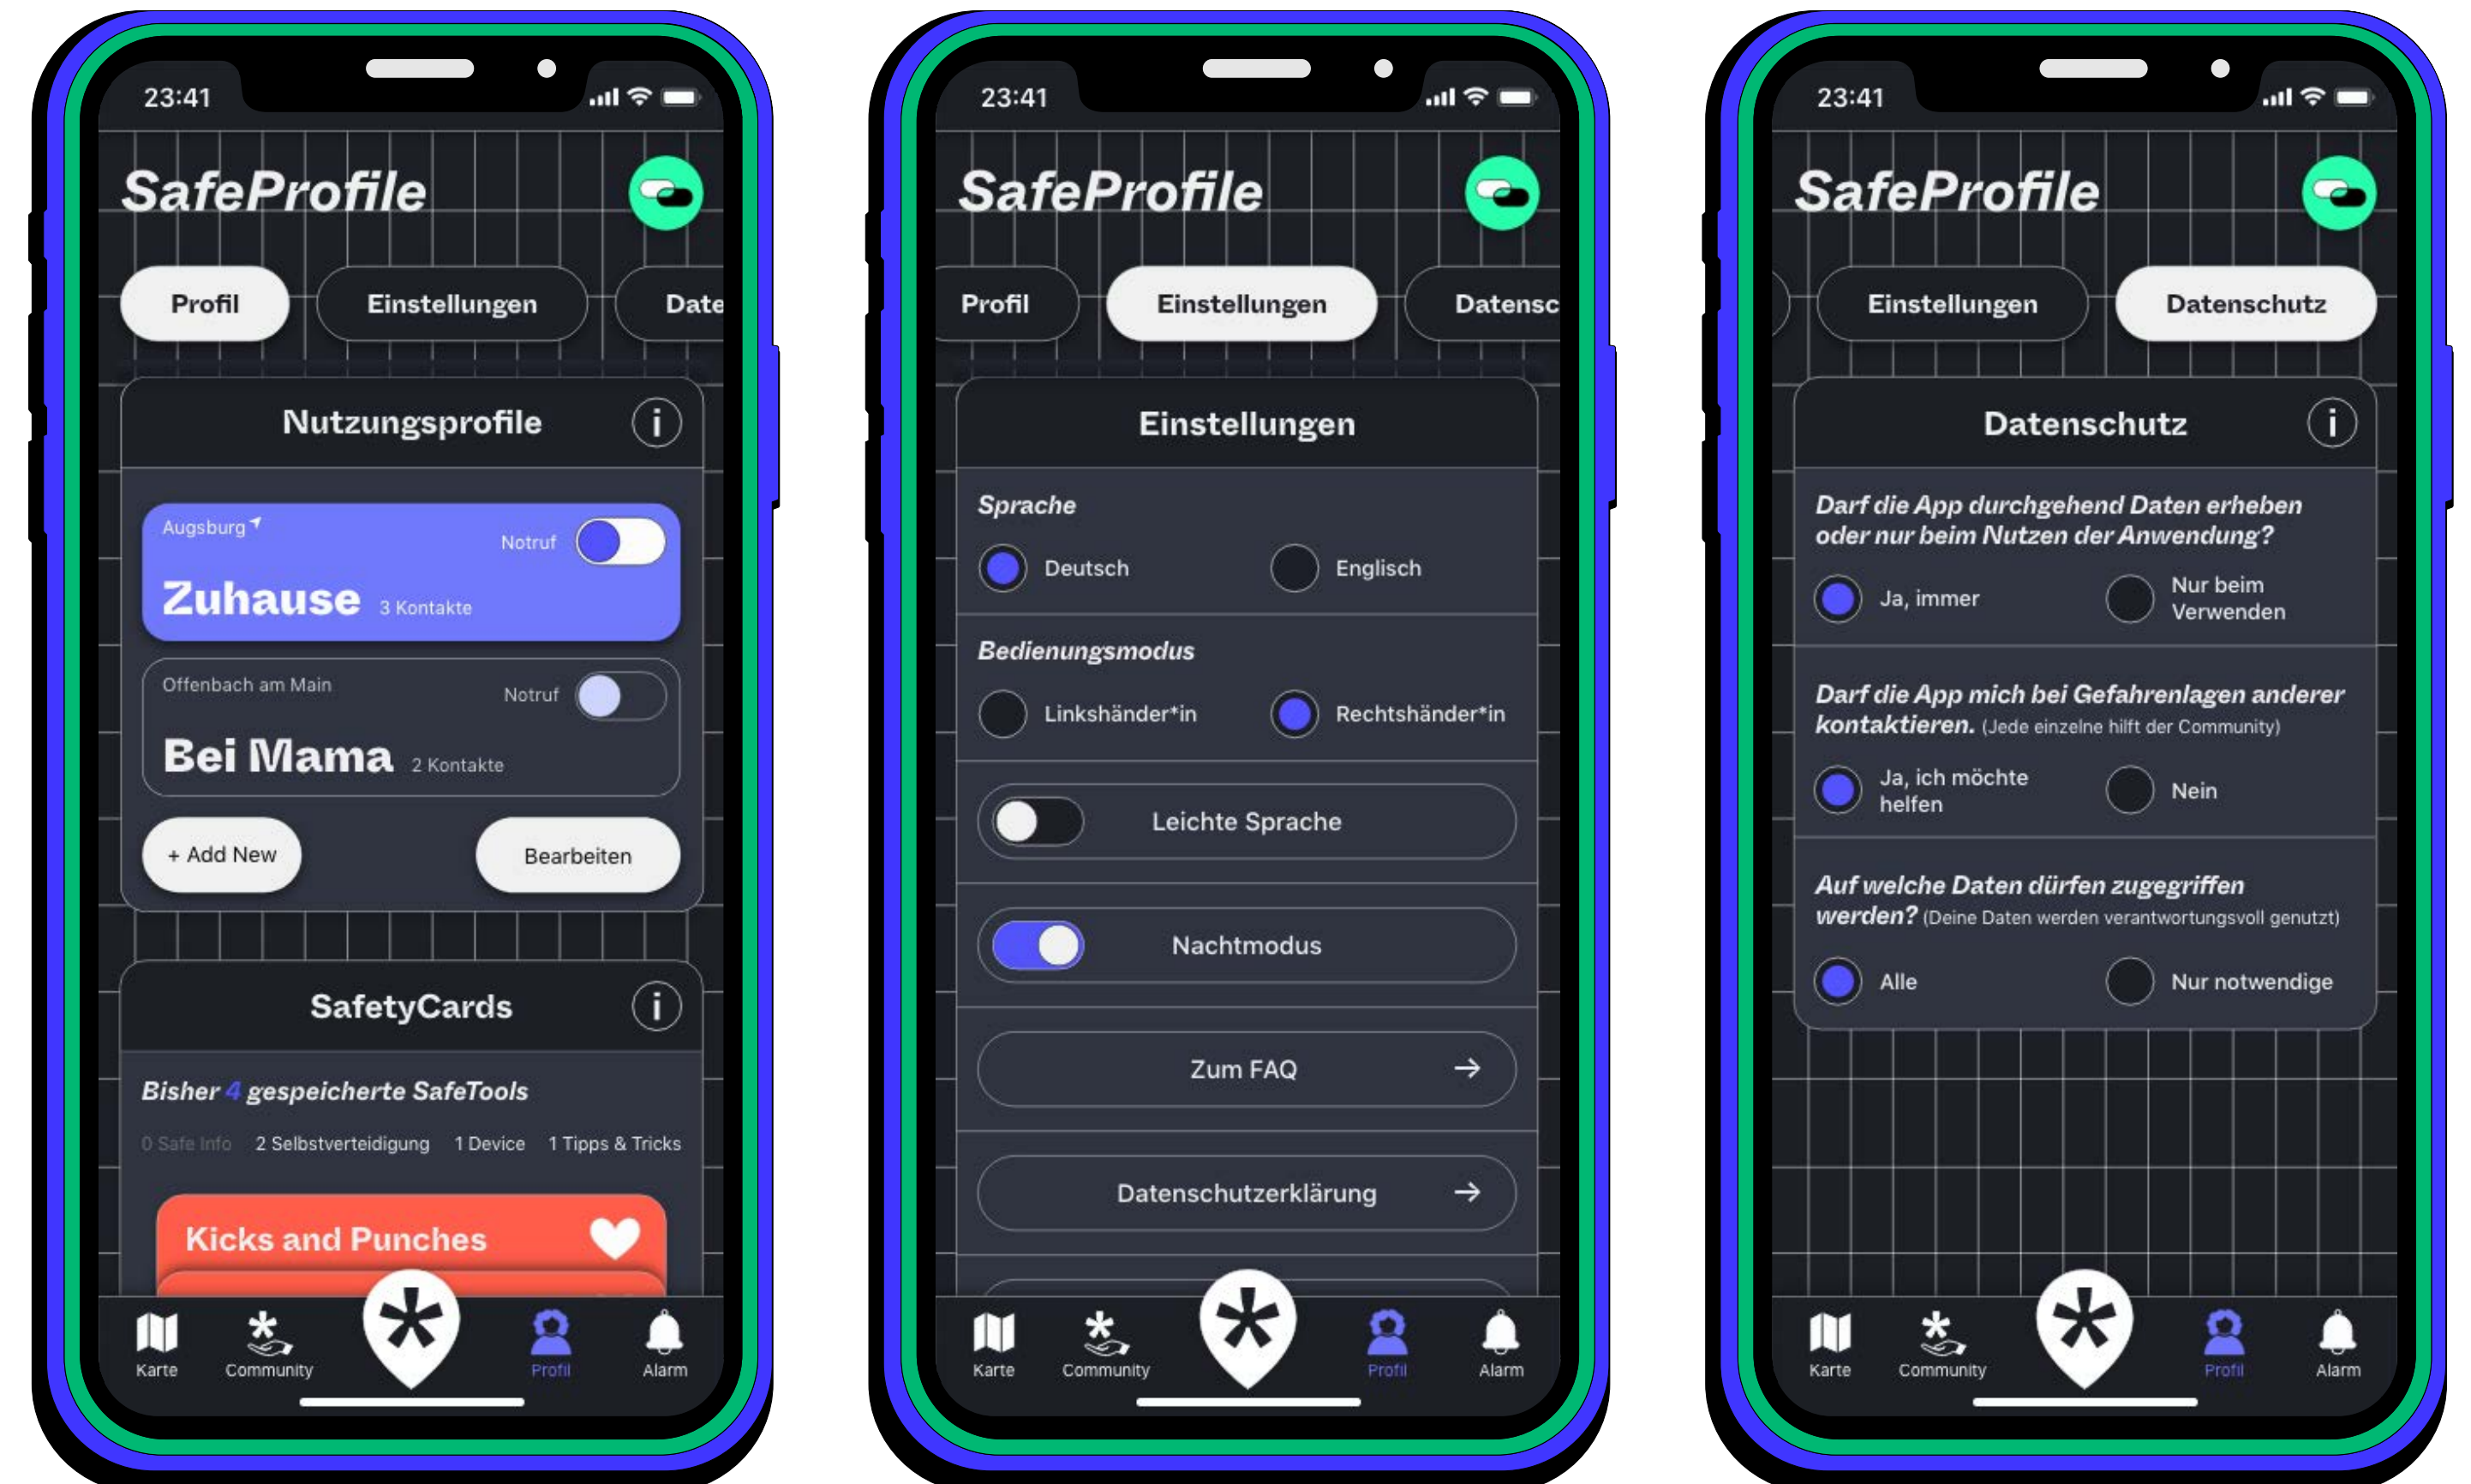 23:41
SafeProfile
Profil
Einstellungen
Date
Nutzungsprofile
i
Augsburg
Notruf
Zuhause 3 Kontakte
Offenbach am Main
Notruf
Bei Mama 2 Kontakte
+ Add New
Bearbeiten
SafetyCards
i
Bisher 4 gespeicherte SafeTools
0 Safe Info 2 Selbstverteidigung 1 Device 1 Tipps & Tricks
Kicks and Punches
Karte
Community
Profil
Alarm
23:41
SafeProfile
Profil
Einstellungen
Datensc
Einstellungen
Sprache
Deutsch
Englisch
Bedienungsmodus
Linkshänder*in
Rechtshänder*in
Leichte Sprache
Nachtmodus
Zum FAQ →
Datenschutzerklärung →
Karte
Community
Profil
Alarm
23:41
SafeProfile
Einstellungen
Datenschutz
Datenschutz
i
Darf die App durchgehend Daten erheben
oder nur beim Nutzen der Anwendung?
Ja, immer
Nur beim
Verwenden
Darf die App mich bei Gefahrenlagen anderer
kontaktieren. (Jede einzelne hilft der Community)
Ja, ich möchte
helfen
Nein
Auf welche Daten dürfen zugegriffen
werden? (Deine Daten werden verantwortungsvoll genutzt)
Alle
Nur notwendige
Karte
Community
Profil
Alarm